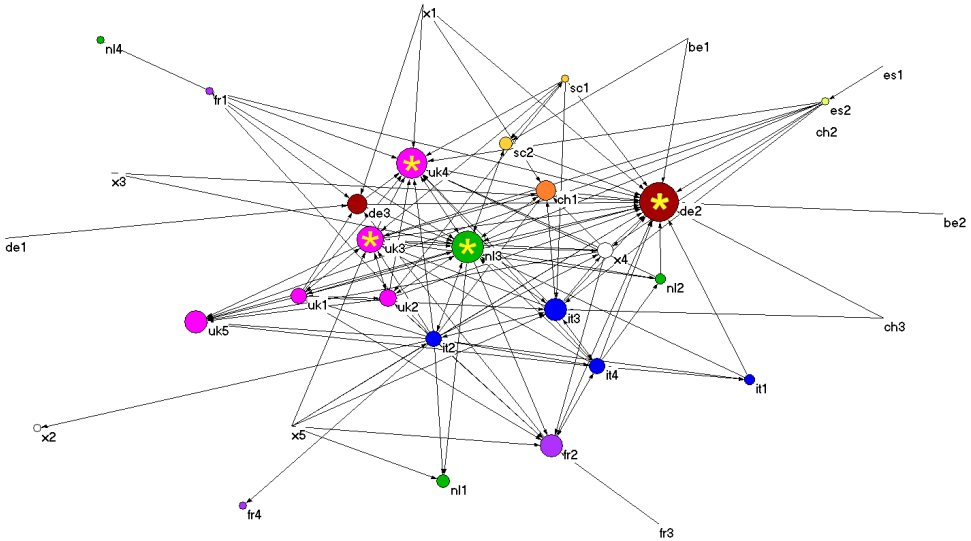 x1
nl4
be1
es1
sc1
fr1
es2
ch2
sc2
*
uk4
x3
ch1
*
de2
de3
be2
*
uk3
*
nl3
de1
x4
nl2
uk1
uk2
it3
uk5
ch3
it2
it4
it1
x2
x5
fr2
nl1
fr4
fr3